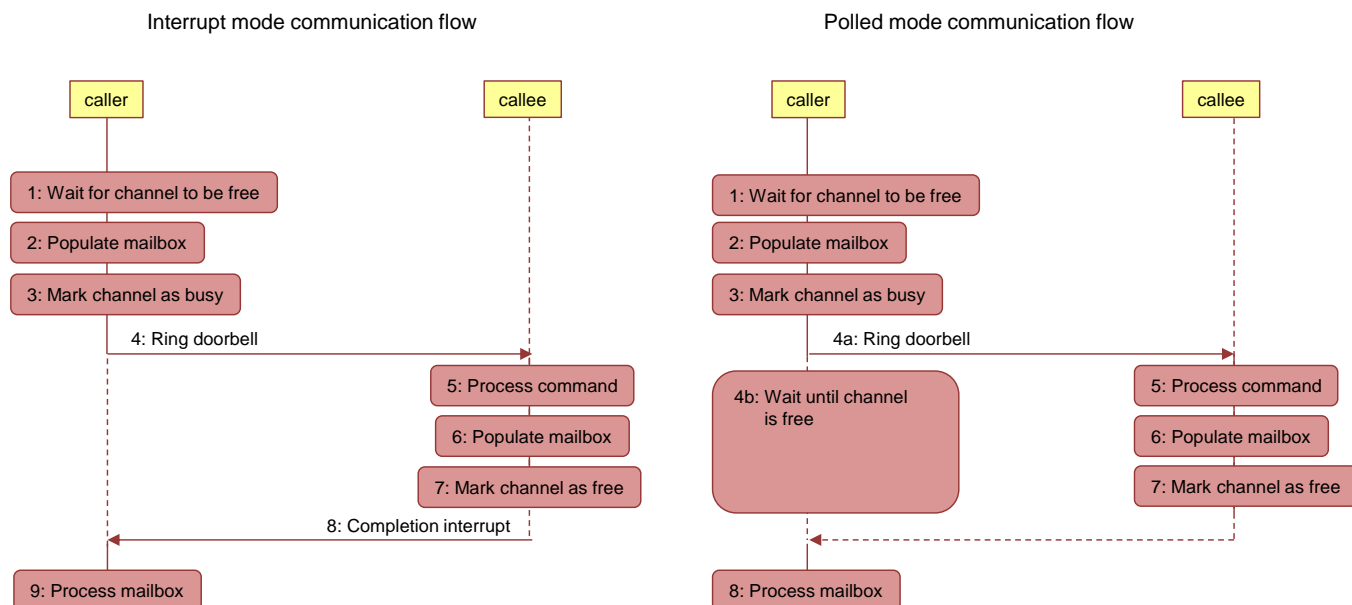 Interrupt mode communication flow
caller
callee
1: Wait for channel to be free
2: Populate mailbox
3: Mark channel as busy
4: Ring doorbell
5: Process command
6: Populate mailbox
7: Mark channel as free
8: Completion interrupt
9: Process mailbox
Polled mode communication flow
caller
callee
1: Wait for channel to be free
2: Populate mailbox
3: Mark channel as busy
4a: Ring doorbell
4b: Wait until channel
is free
5: Process command
6: Populate mailbox
7: Mark channel as free
8: Process mailbox